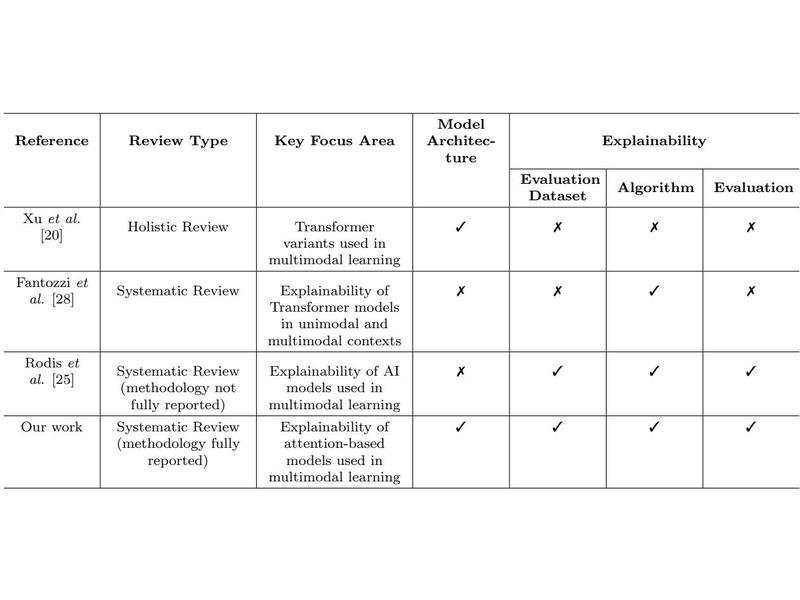 Reference
Review Type
Key Focus Area
Model
Architec-
ture
Explainability
Evaluation
Dataset
Algorithm
Evaluation
Xu et al.
[20]
Holistic Review
Transformer
variants used in
multimodal learning
✓
✗
✗
✗
Fantozzi et
al. [28]
Systematic Review
Explainability of
Transformer models
in unimodal and
multimodal contexts
✗
✗
✓
✗
Rodis et
al. [25]
Systematic Review
(methodology not
fully reported)
Explainability of AI
models used in
multimodal learning
✗
✓
✓
✓
Our work
Systematic Review
(methodology fully
reported)
Explainability of
attention-based
models used in
multimodal learning
✓
✓
✓
✓